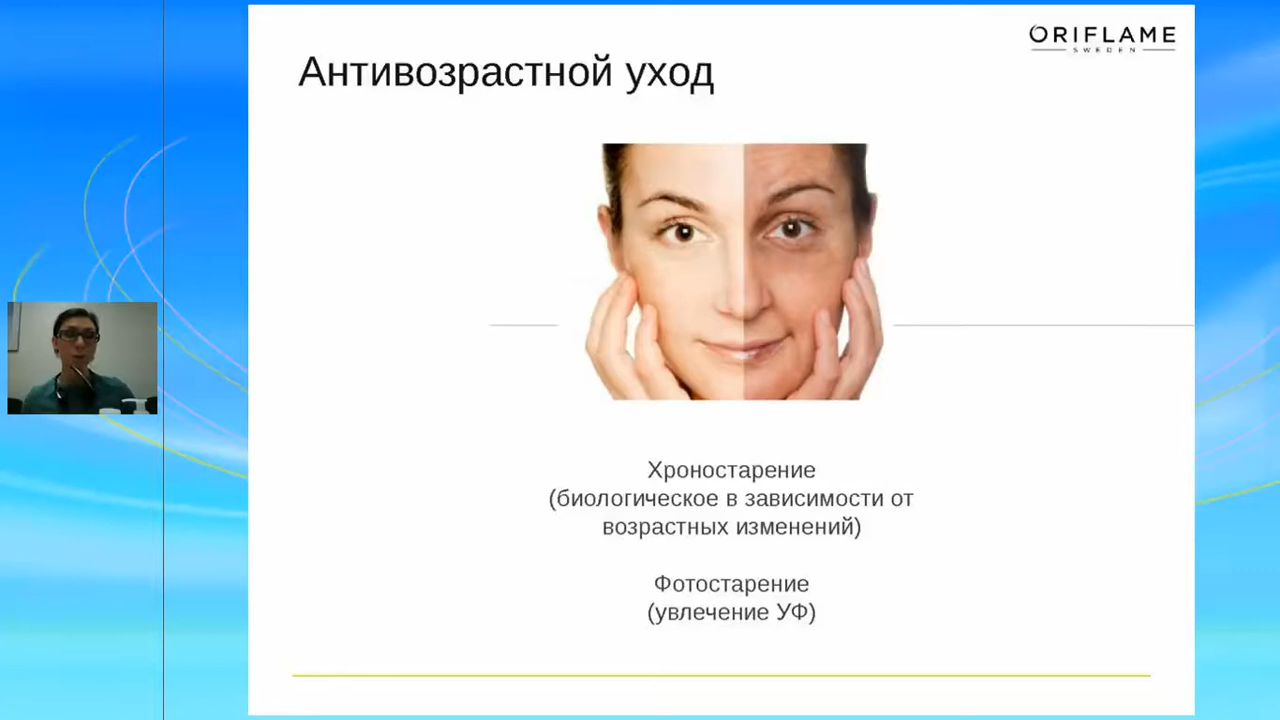 ORIFLAME
SWEDEN
Антивозрастной уход
Хроностарение
(биологическое в зависимости от
возрастных изменений)
Фотостарение
(увлечение УФ)